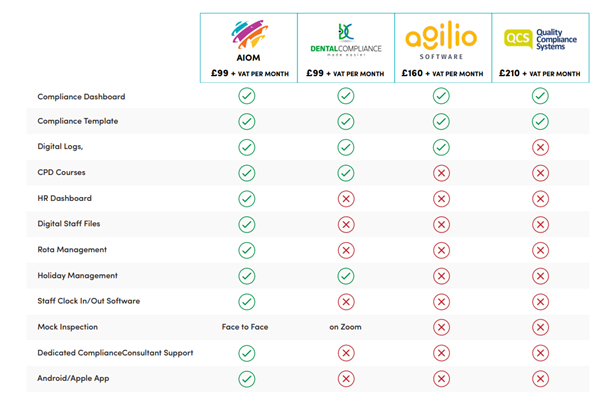 AIOM
£99 + VAT PER MONTH
DENTALCOMPLIANCE
made easier
£99 + VAT PER MONTH
agilio
SOFTWARE
£160 + VAT PER MONTH
QCS
Quality
Compliance
Systems
£210 + VAT PER MONTH
Compliance Dashboard
Compliance Template
Digital Logs,
CPD Courses
HR Dashboard
Digital Staff Files
Rota Management
Holiday Management
Staff Clock In/Out Software
Mock Inspection Face to Face on Zoom
Dedicated ComplianceConsultant Support
Android/Apple App